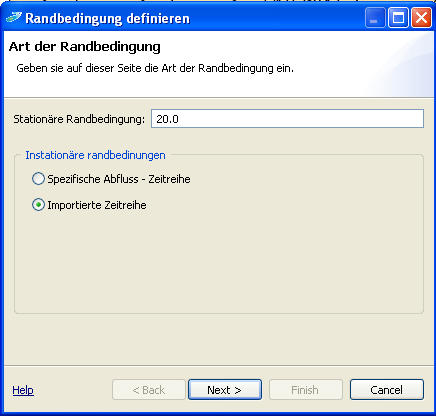 Randbedingung definieren
Art der Randbedingung
Geben sie auf dieser Seite die Art der Randbedingung ein.
Stationäre Randbedingung: 20.0
Instationäre randbedinungen
Spezifische Abfluss - Zeitreihe
Importierte Zeitreihe
Help < Back Next > Finish Cancel